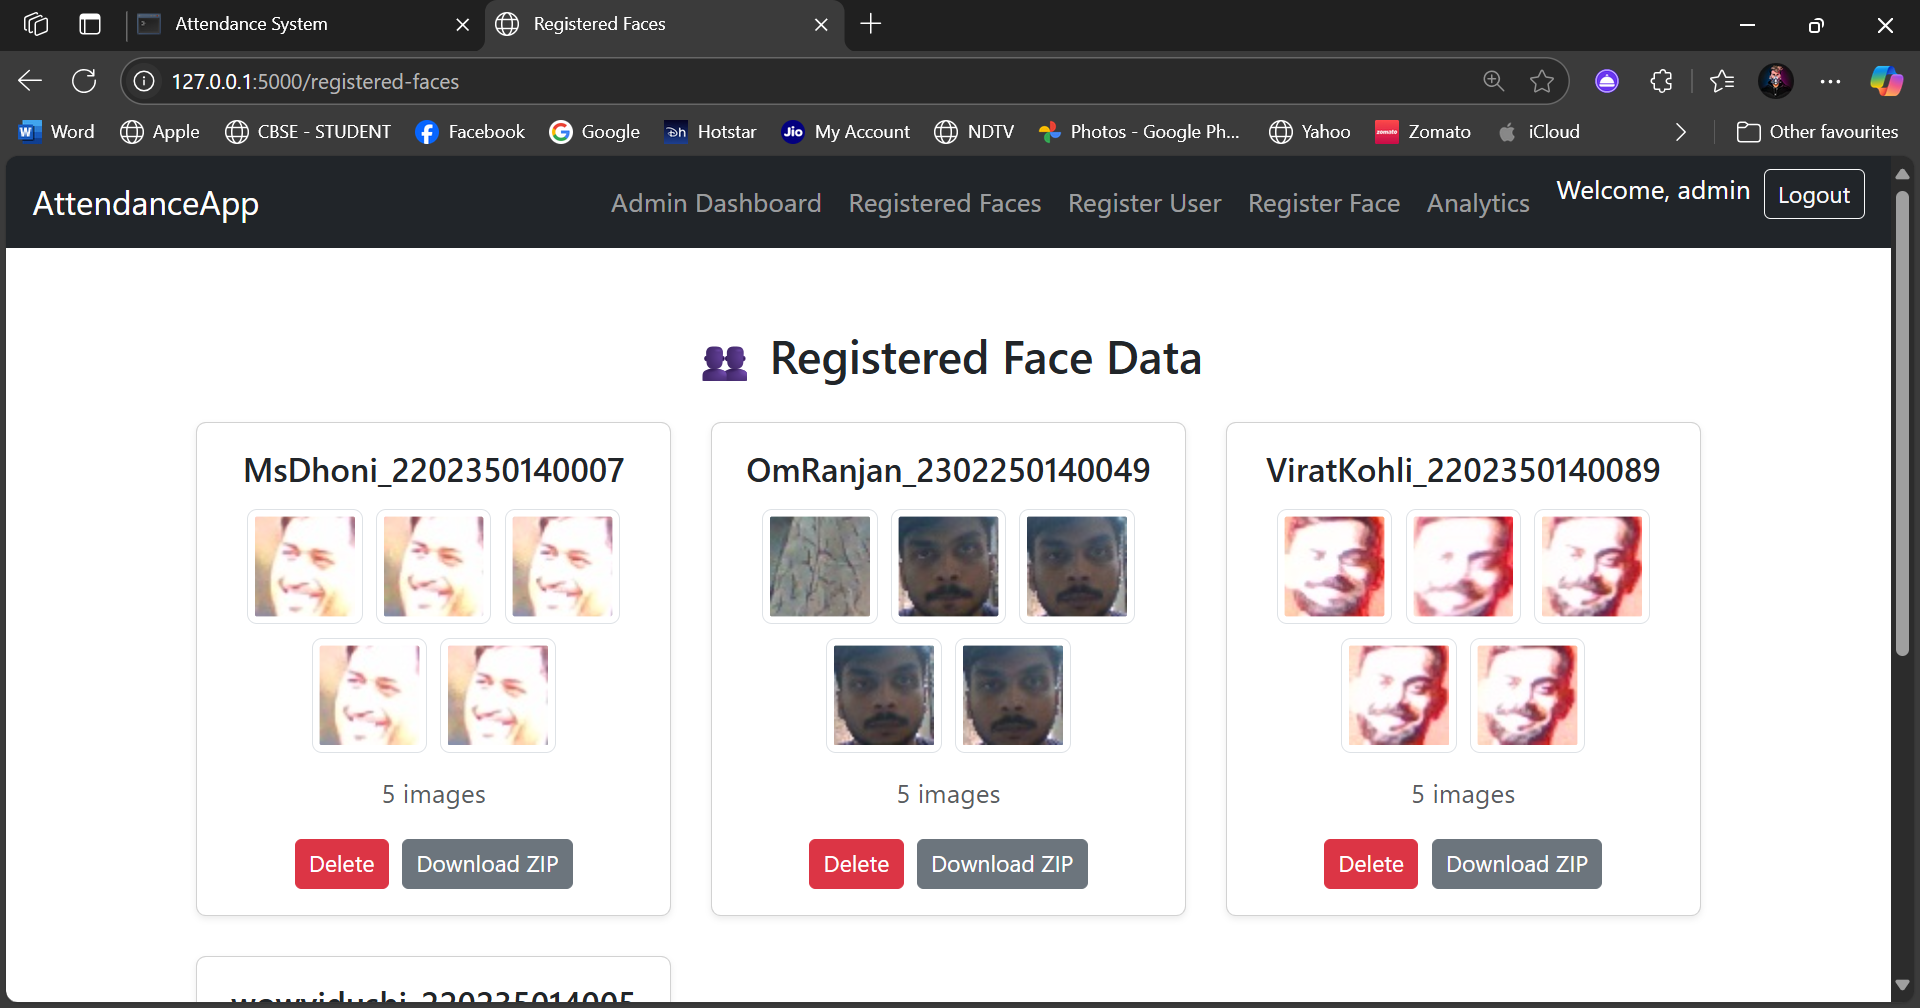 Attendance System
Registered Faces
127.0.0.1:5000/registered-faces
Word
Apple
CBSE - STUDENT
Facebook
Google
Hotstar
My Account
NDTV
Photos - Google Ph...
Yahoo
Zomato
iCloud
Other favourites
AttendanceApp
Admin Dashboard
Registered Faces
Register User
Register Face
Analytics
Welcome, admin
Logout
Registered Face Data
MsDhoni_2202350140007
5 images
Delete
Download ZIP
OmRanjan_2302250140049
5 images
Delete
Download ZIP
ViratKohli_2202350140089
5 images
Delete
Download ZIP